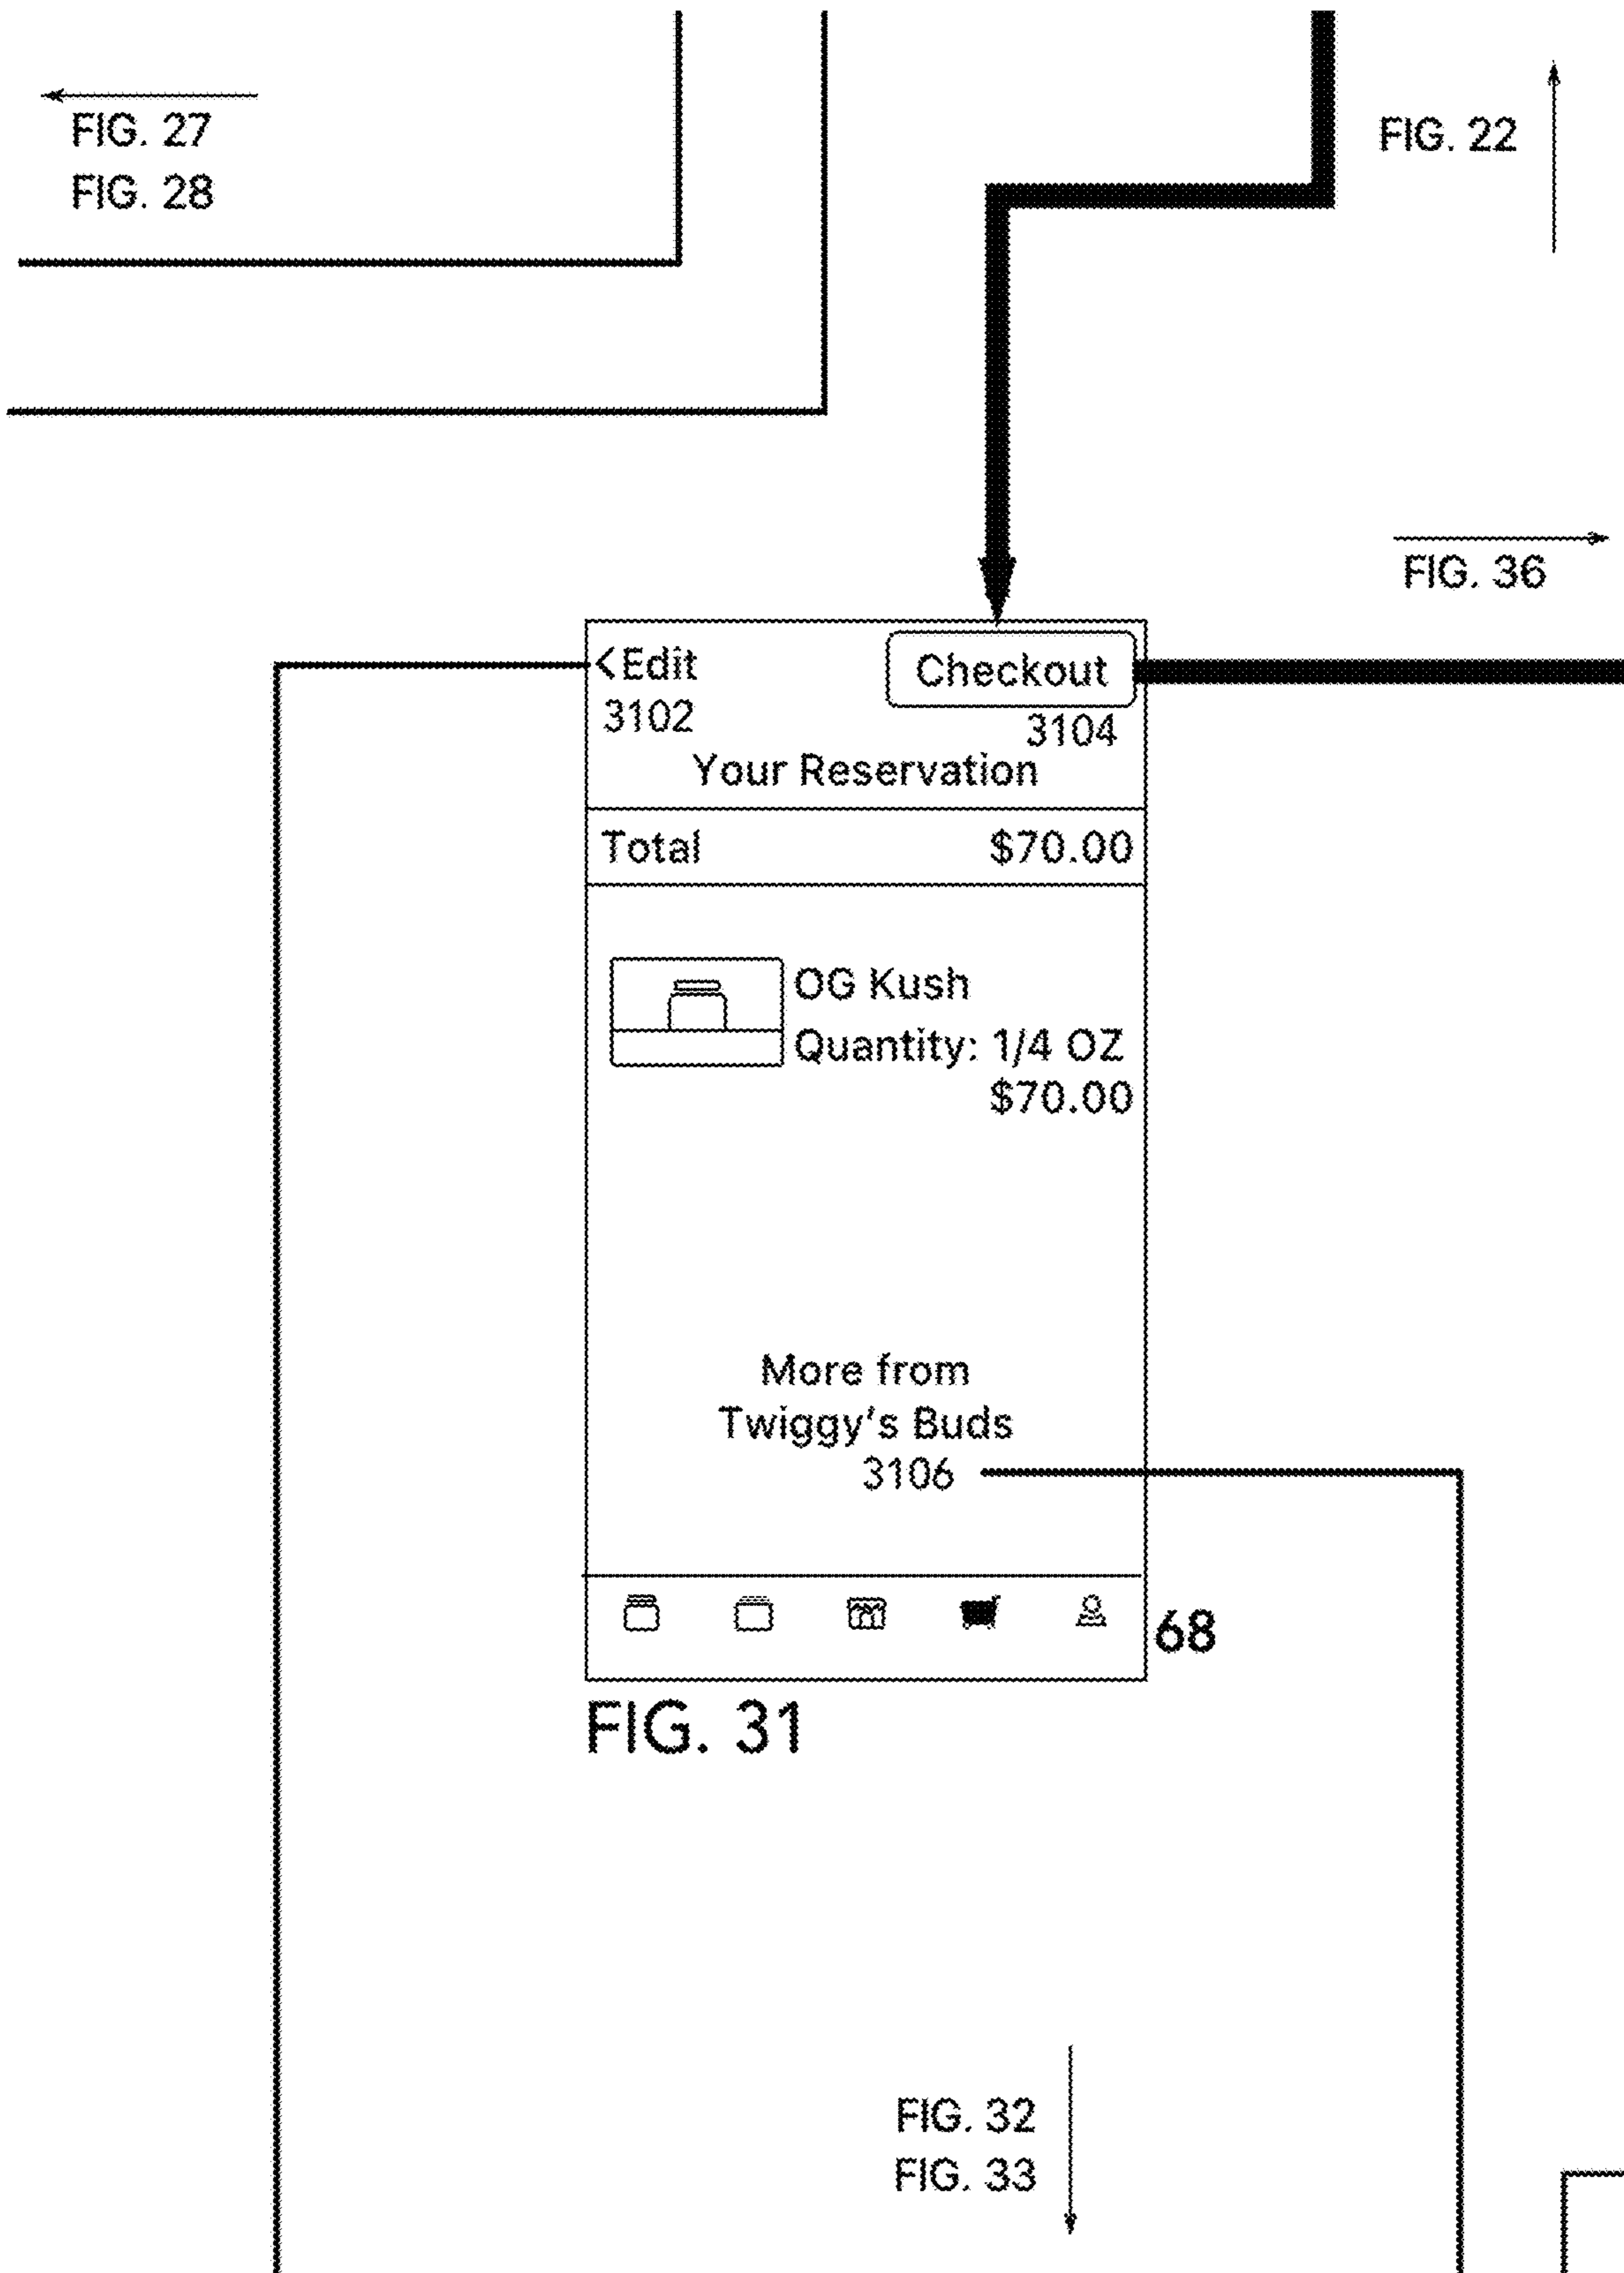 FIG. 27
FIG. 28
FIG. 22
FIG. 36
<Edit
Checkout
3102
3104
Your Reservation
Total $70.00
OG Kush
Quantity: 1/4 OZ
$70.00
More from
Twiggy's Buds
3106
68
FIG. 31
FIG. 32
FIG. 33